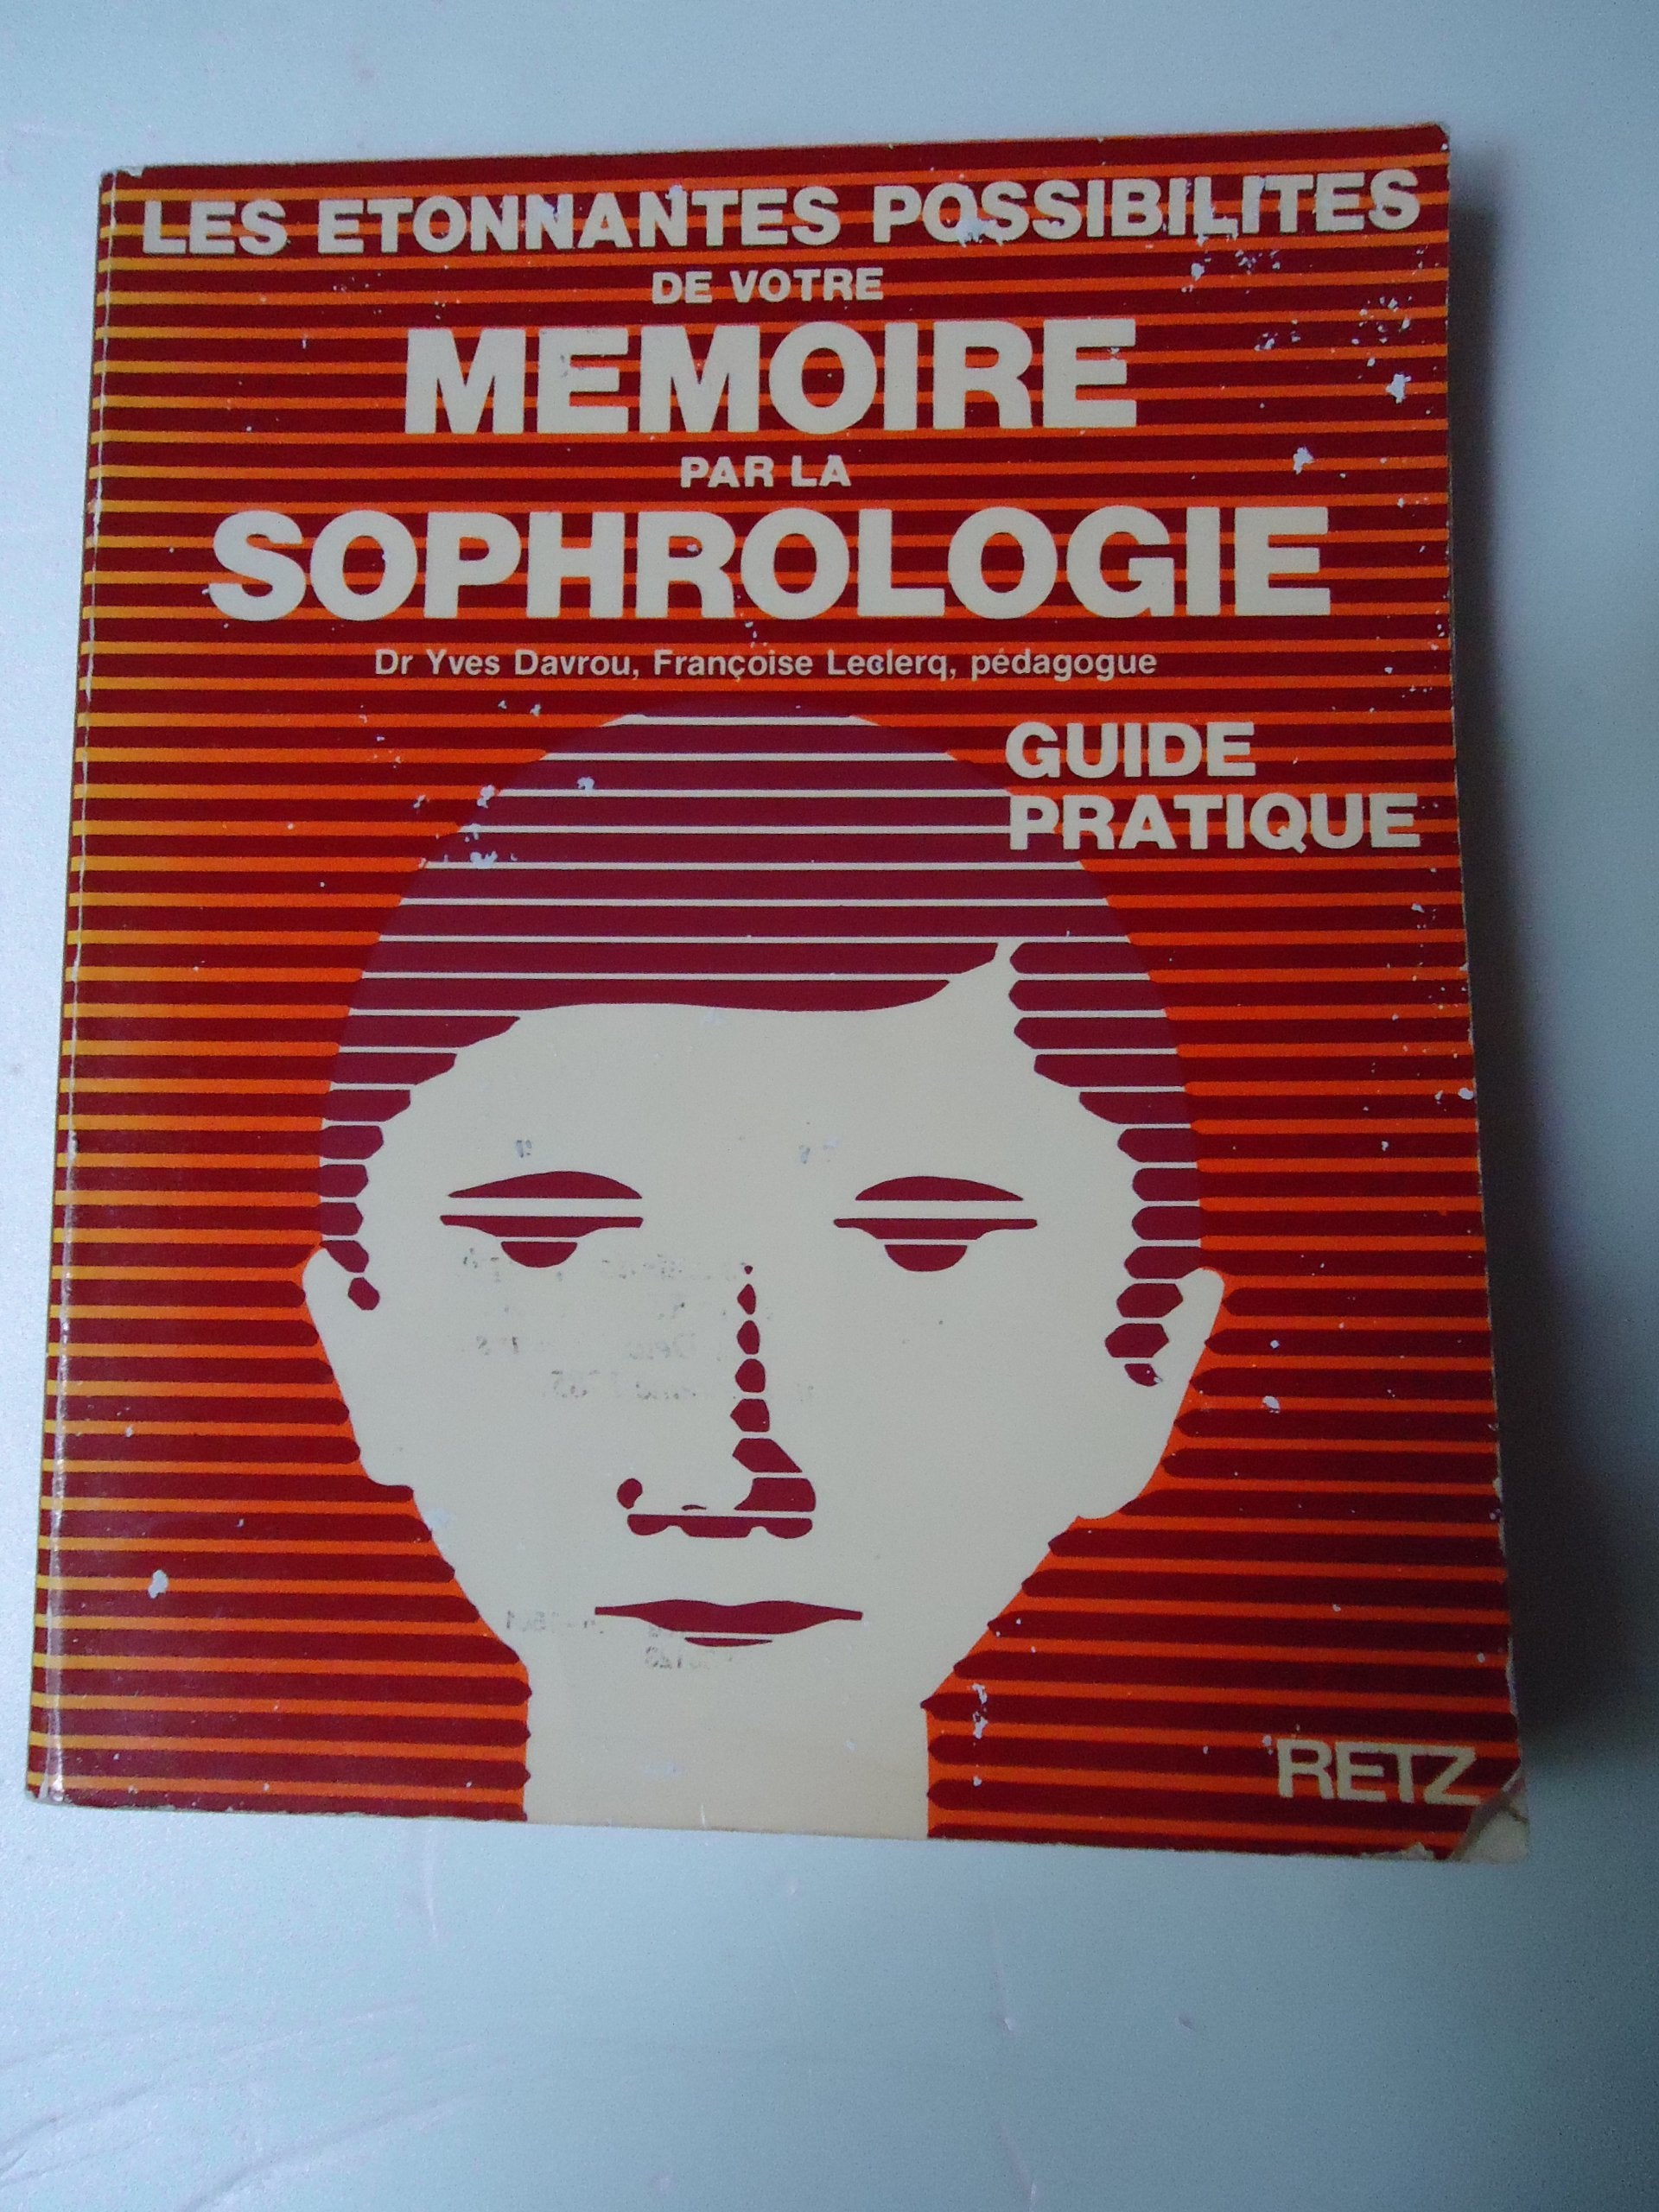 LES ETONNANTES POSSIBILITES
DE VOTRE
MEMOIRE
PAR LA
SOPHROLOGIE
Dr Yves Davrou, Françoise Leclerq, pédagogue
GUIDE
PRATIQUE
RETZ